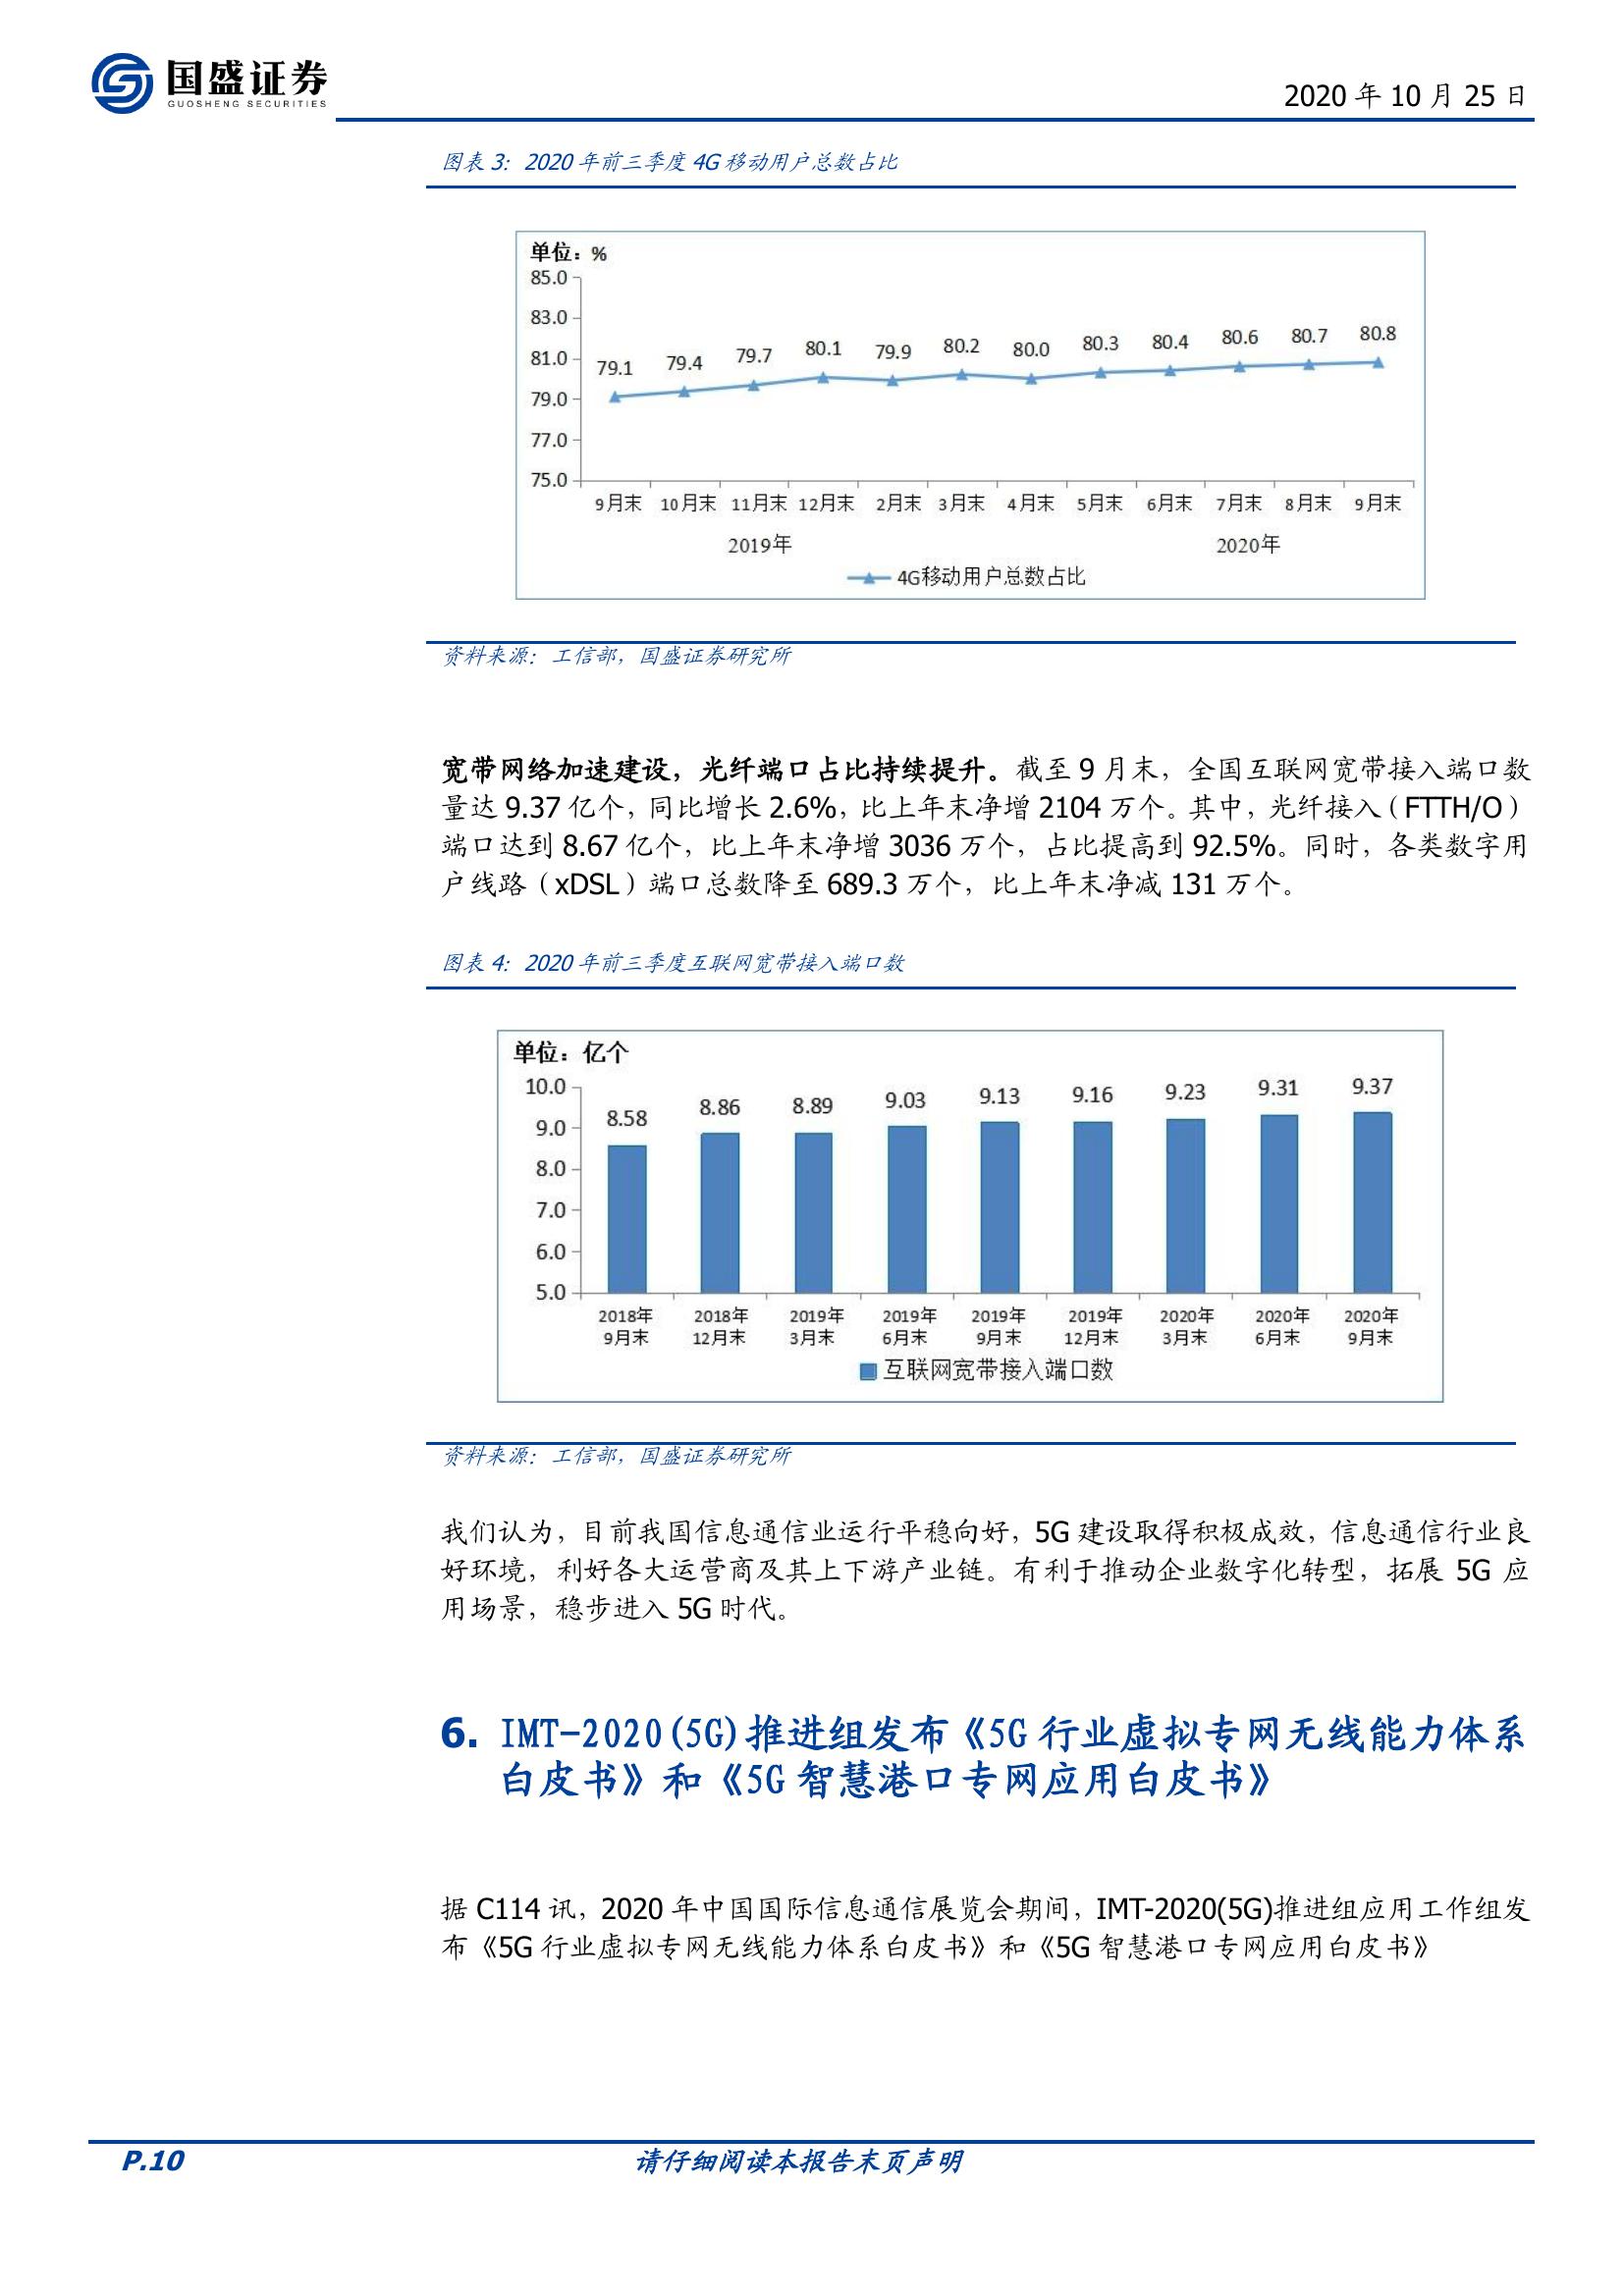 国盛证券
GUOSHENG SECURITIES
2020 年 10 月 25 日
图表 3：2020 年前三季度 4G 移动用户总数占比
单位：%
85.0
83.0
81.0
79.0
77.0
75.0
79.1 79.4 79.7 80.1 79.9 80.2 80.0 80.3 80.4 80.6 80.7 80.8
9月末 10月末 11月末 12月末 2月末 3月末 4月末 5月末 6月末 7月末 8月末 9月末
2019年 2020年
4G移动用户总数占比
资料来源：工信部，国盛证券研究所
宽带网络加速建设，光纤端口占比持续提升。截至 9 月末，全国互联网宽带接入端口数
量达 9.37 亿个，同比增长 2.6%，比上年末净增 2104 万个。其中，光纤接入（FTTH/O）
端口达到 8.67 亿个，比上年末净增 3036 万个，占比提高到 92.5%。同时，各类数字用
户线路（xDSL）端口总数降至 689.3 万个，比上年末净减 131 万个。
图表 4：2020 年前三季度互联网宽带接入端口数
单位：亿个
10.0
9.0
8.0
7.0
6.0
5.0
8.58 8.86 8.89 9.03 9.13 9.16 9.23 9.31 9.37
2018年 2018年 2019年 2019年 2019年 2019年 2020年 2020年 2020年
9月末 12月末 3月末 6月末 9月末 12月末 3月末 6月末 9月末
互联网宽带接入端口数
资料来源：工信部，国盛证券研究所
我们认为，目前我国信息通信业运行平稳向好，5G 建设取得积极成效，信息通信行业良
好环境，利好各大运营商及其上下游产业链。有利于推动企业数字化转型，拓展 5G 应
用场景，稳步进入 5G 时代。
6. IMT-2020(5G)推进组发布《5G 行业虚拟专网无线能力体系
白皮书》和《5G 智慧港口专网应用白皮书》
据 C114 讯，2020 年中国国际信息通信展览会期间，IMT-2020(5G)推进组应用工作组发
布《5G 行业虚拟专网无线能力体系白皮书》和《5G 智慧港口专网应用白皮书》
P.10
请仔细阅读本报告末页声明